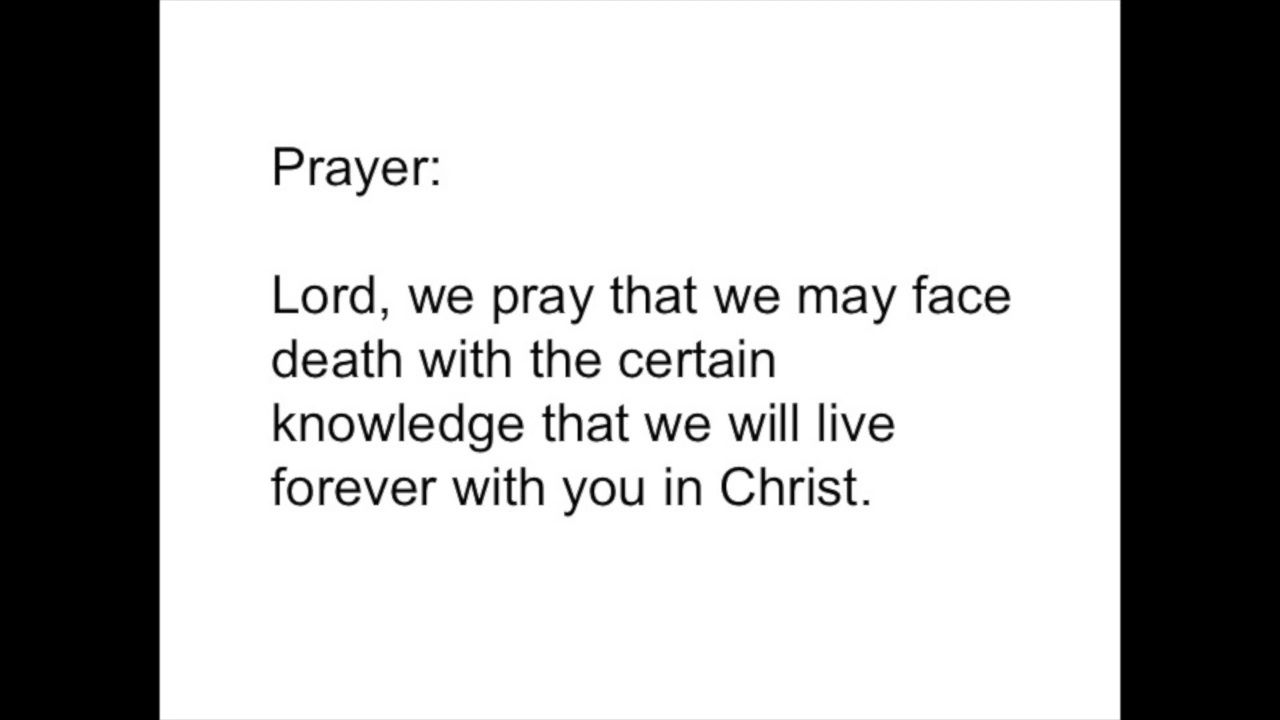 Prayer:
Lord, we pray that we may face
death with the certain
knowledge that we will live
forever with you in Christ.